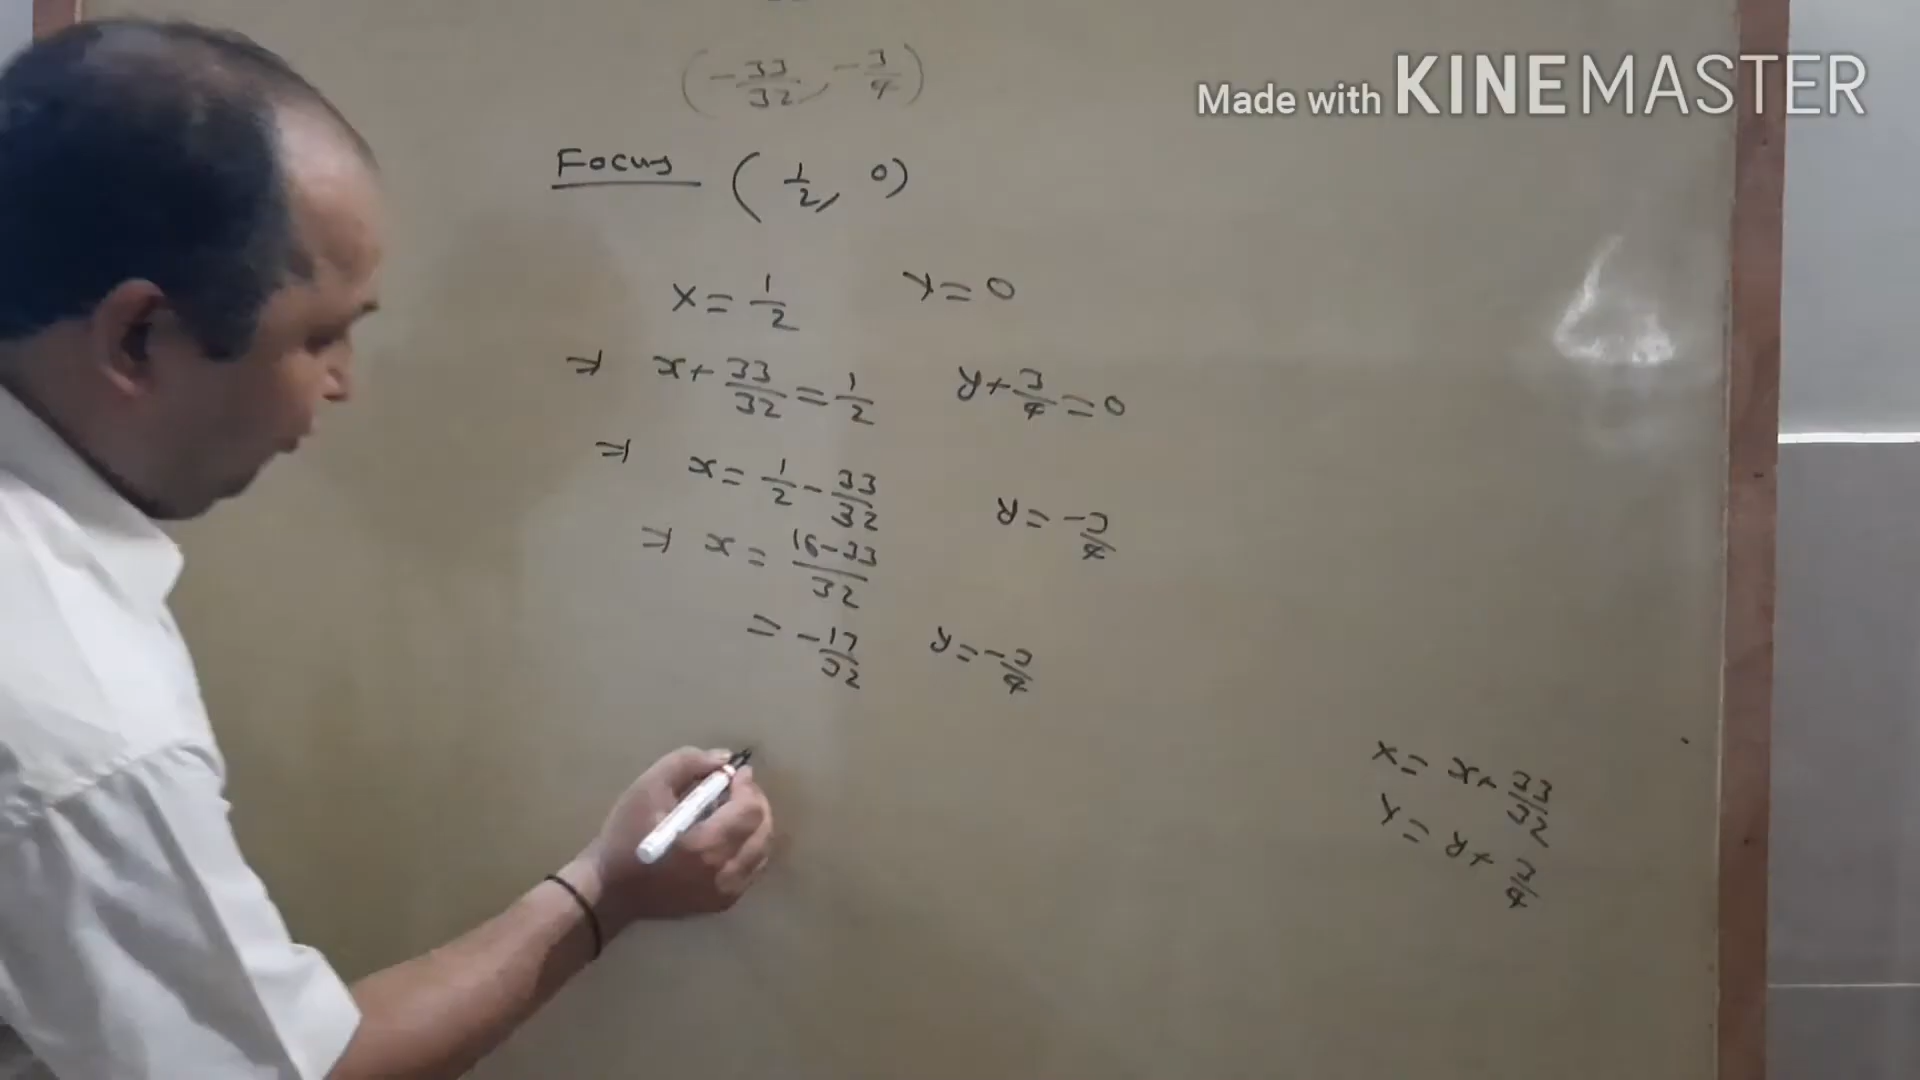 (-33/32, -3/4)
Made with KINEMASTER
Focus (1/2, 0)
X = 1/2 Y = 0
⇒ x + 33/32 = 1/2 y + 3/4 = 0
⇒ x = 1/2 - 33/32 y = -3/4
⇒ x = 16-33/32
= -17/32 y = -3/4
X = x + 33/32
Y = y + 3/4